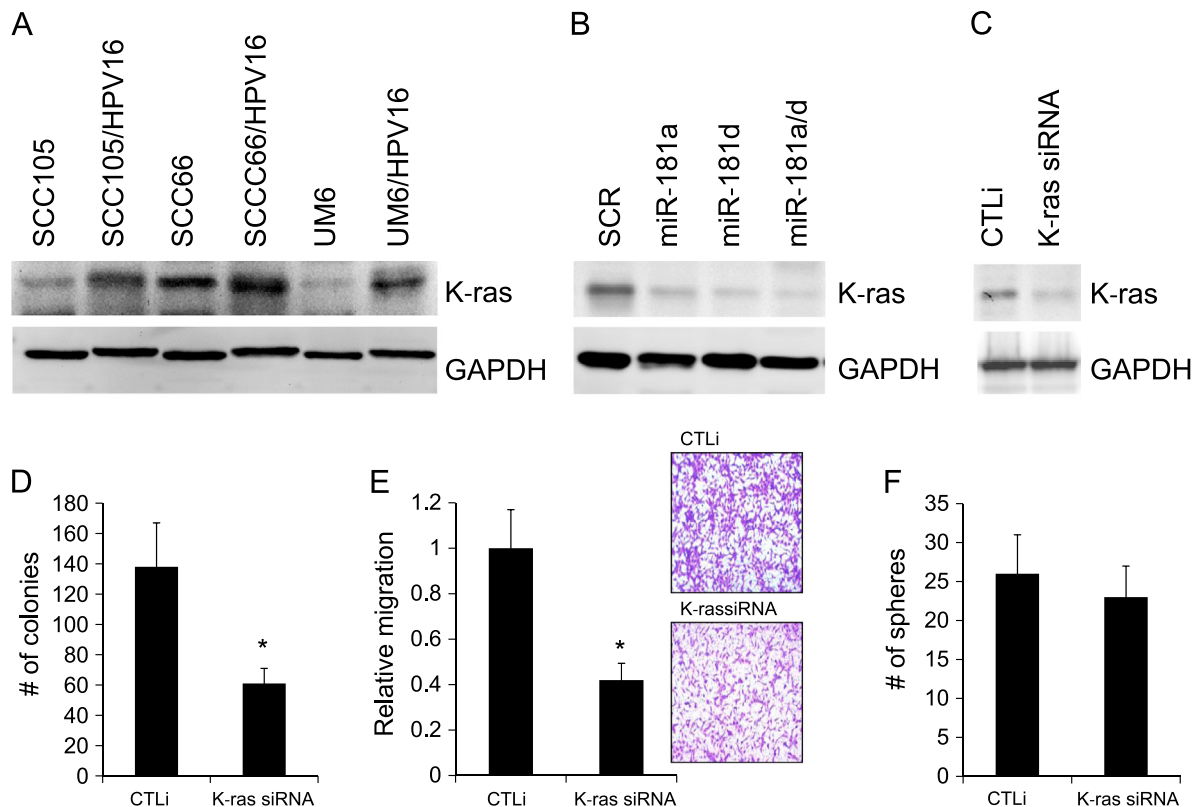 A
SCC105
SCC105/HPV16
SCC66
SCCC66/HPV16
UM6
UM6/HPV16
K-ras
GAPDH
B
SCR
miR-181a
miR-181d
miR-181a/d
K-ras
GAPDH
C
CTLi
K-ras siRNA
K-ras
GAPDH
D
# of colonies
180
160
140
120
100
80
60
40
20
0
*
CTLi
K-ras siRNA
E
Relative migration
1.2
1
0.8
0.6
0.4
0.2
0
*
CTLi
K-ras siRNA
CTLi
K-rassiRNA
F
# of spheres
35
30
25
20
15
10
5
0
CTLi
K-ras siRNA